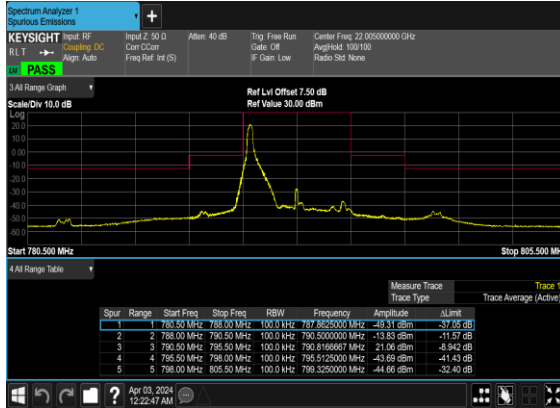 Spectrum Analyzer 1
Spurious Emissions
KEYSIGHT Input: RF Input Z: 50 Ω Atten: 40 dB Trig: Free Run Center Freq: 22.005000000 GHz
RLT Coupling: DC Corr CCorr Gate: Off Avg|Hold: 100/100
Align: Auto Freq Ref: Int (S) IF Gain: Low Radio Std: None
PASS
3 All Range Graph
Ref Lvl Offset 7.50 dB
Scale/Div 10.0 dB Ref Value 30.00 dBm
Log
20.0
10.0
0.00
-10.0
-20.0
-30.0
-40.0
-50.0
-60.0
Start 780.500 MHz Stop 805.500 MHz
4 All Range Table
Measure Trace Trace 1
Trace Type Trace Average (Active)
Spur Range Start Freq Stop Freq RBW Frequency Amplitude ΔLimit
1 1 780.50 MHz 788.00 MHz 100.0 kHz 787.8625000 MHz -49.31 dBm -37.05 dB
2 2 788.00 MHz 790.50 MHz 100.0 kHz 790.5000000 MHz -13.83 dBm -11.57 dB
3 3 790.50 MHz 795.50 MHz 100.0 kHz 790.8166667 MHz 21.06 dBm -8.942 dB
4 4 795.50 MHz 798.00 MHz 100.0 kHz 795.5125000 MHz -43.69 dBm -41.43 dB
5 5 798.00 MHz 805.50 MHz 100.0 kHz 799.3250000 MHz -44.66 dBm -32.40 dB
Apr 03, 2024
12:22:47 AM